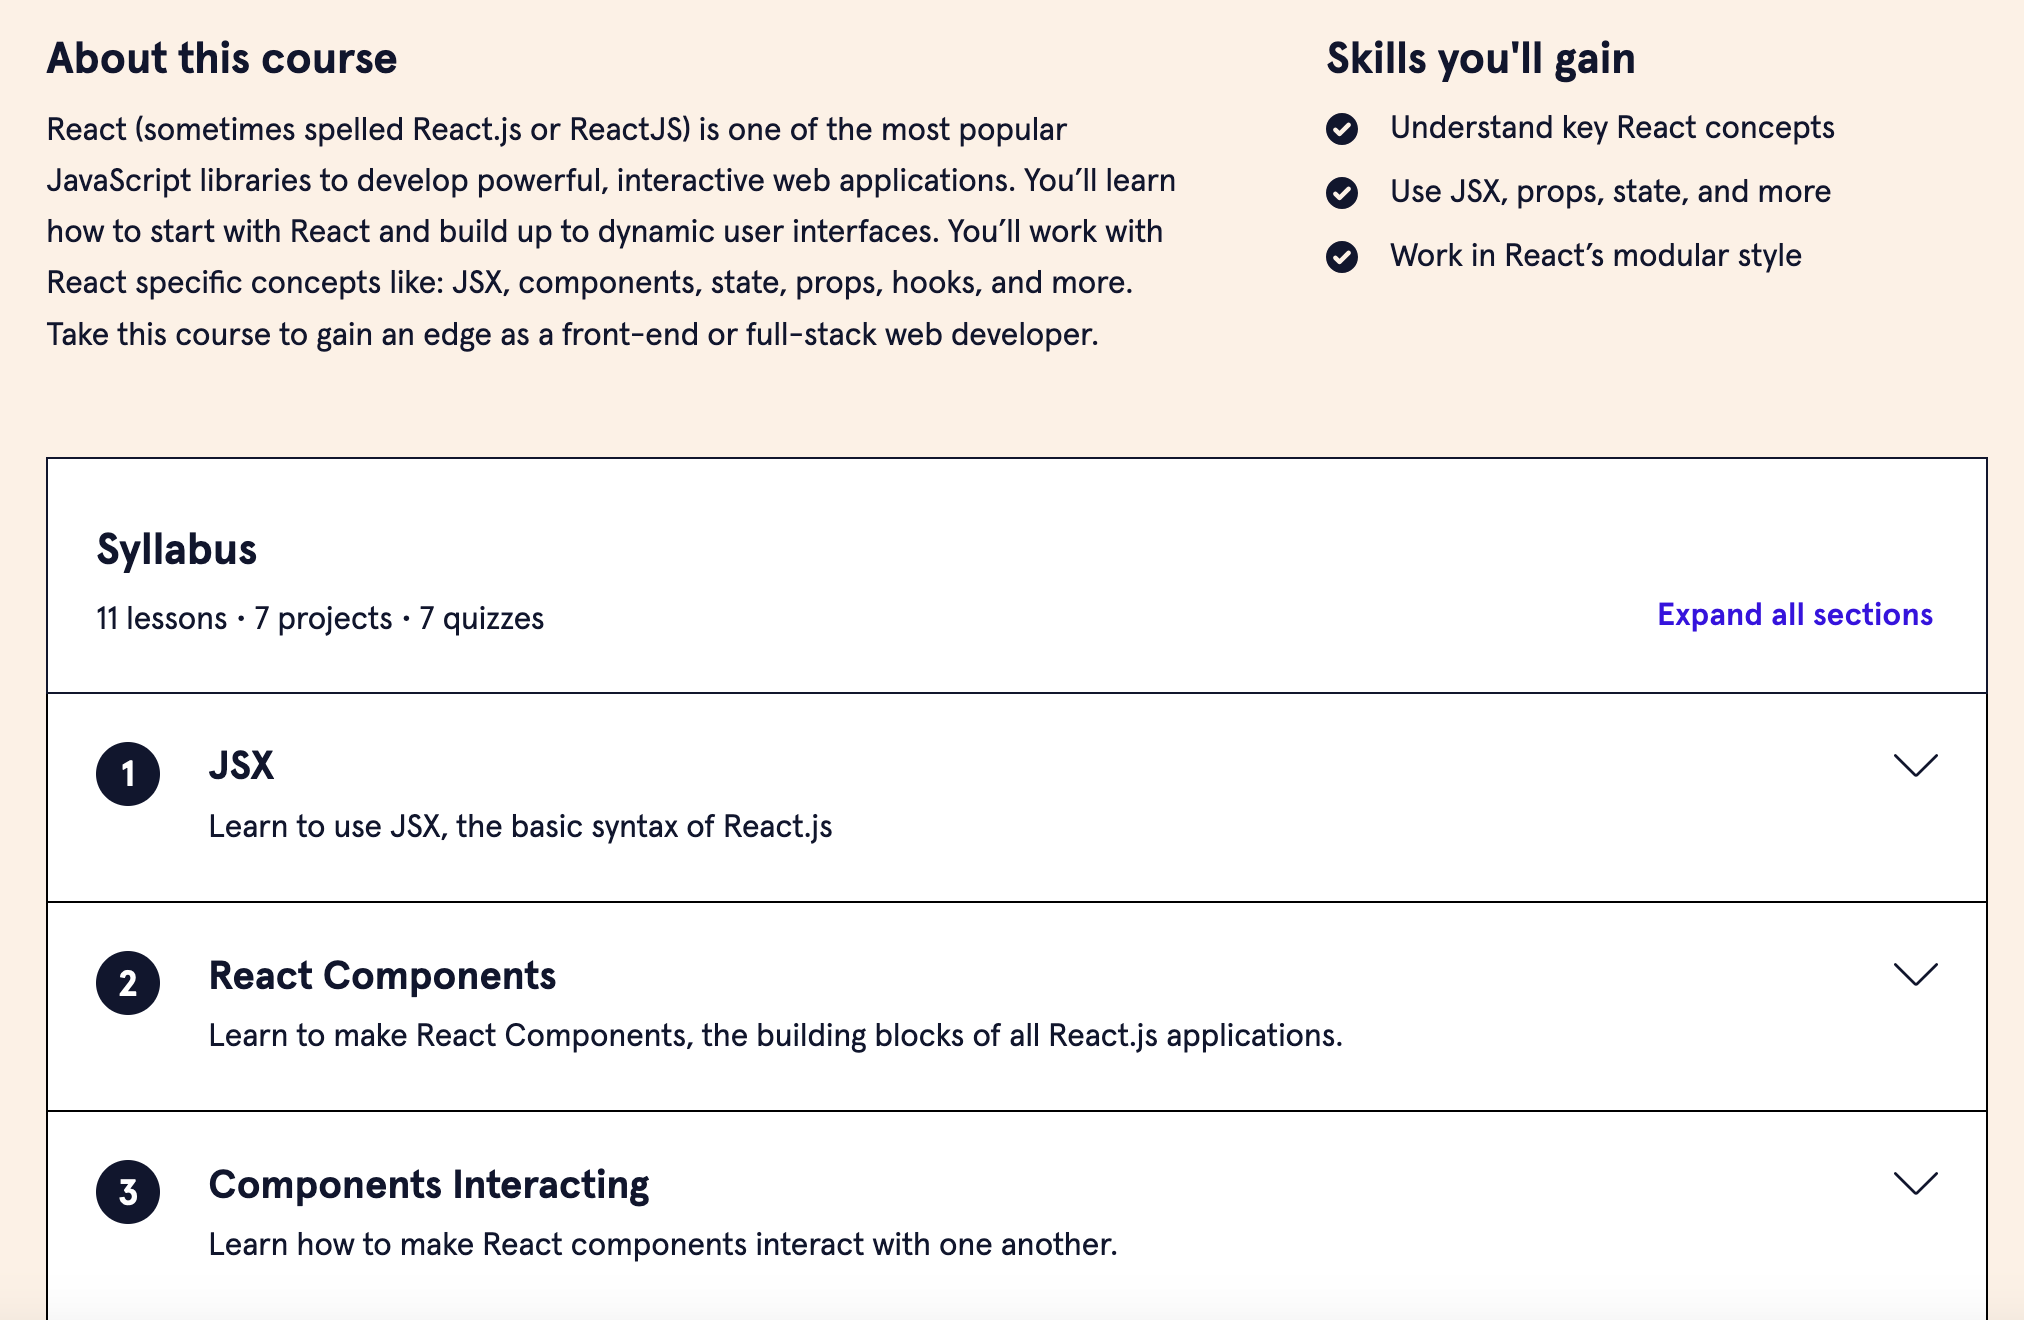 About this course
React (sometimes spelled React.js or ReactJS) is one of the most popular
JavaScript libraries to develop powerful, interactive web applications. You’ll learn
how to start with React and build up to dynamic user interfaces. You’ll work with
React specific concepts like: JSX, components, state, props, hooks, and more.
Take this course to gain an edge as a front-end or full-stack web developer.
Skills you'll gain
Understand key React concepts
Use JSX, props, state, and more
Work in React’s modular style
Syllabus
11 lessons • 7 projects • 7 quizzes
Expand all sections
1
JSX
Learn to use JSX, the basic syntax of React.js
2
React Components
Learn to make React Components, the building blocks of all React.js applications.
3
Components Interacting
Learn how to make React components interact with one another.